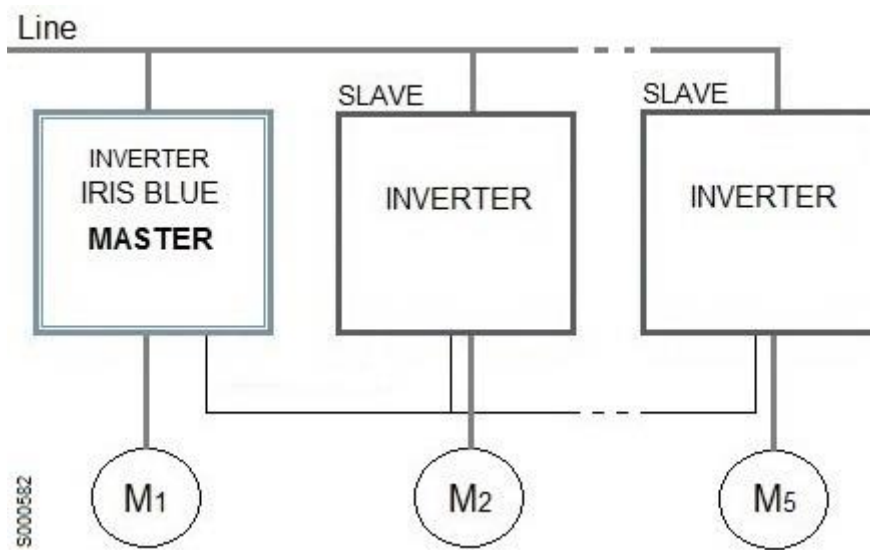 Line
INVERTER
IRIS BLUE
MASTER
SLAVE
INVERTER
SLAVE
INVERTER
M1
M2
M5
S000582